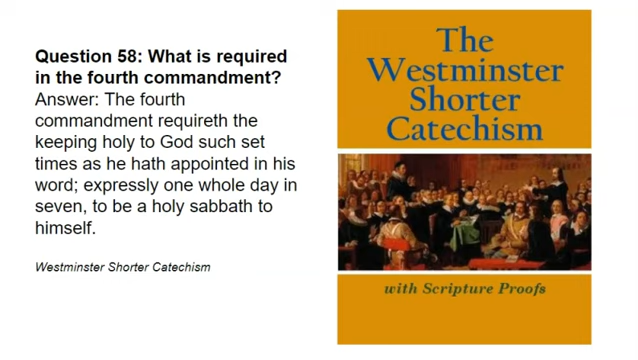 Question 58: What is required
in the fourth commandment?
Answer: The fourth
commandment requireth the
keeping holy to God such set
times as he hath appointed in his
word; expressly one whole day in
seven, to be a holy sabbath to
himself.
Westminster Shorter Catechism
The
Westminster
Shorter
Catechism
with Scripture Proofs